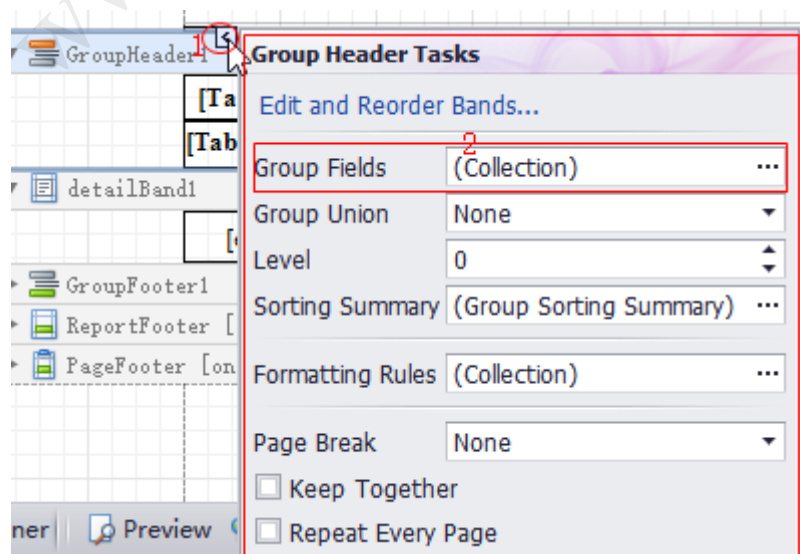 GroupHeader1
1
Group Header Tasks
[Ta
Edit and Reorder Bands...
[Tab
2
Group Fields (Collection) ...
detailBand1
Group Union None
Level 0
GroupFooter1
Sorting Summary (Group Sorting Summary) ...
ReportFooter [
PageFooter [on
Formatting Rules (Collection) ...
Page Break None
Keep Together
ner Preview
Repeat Every Page